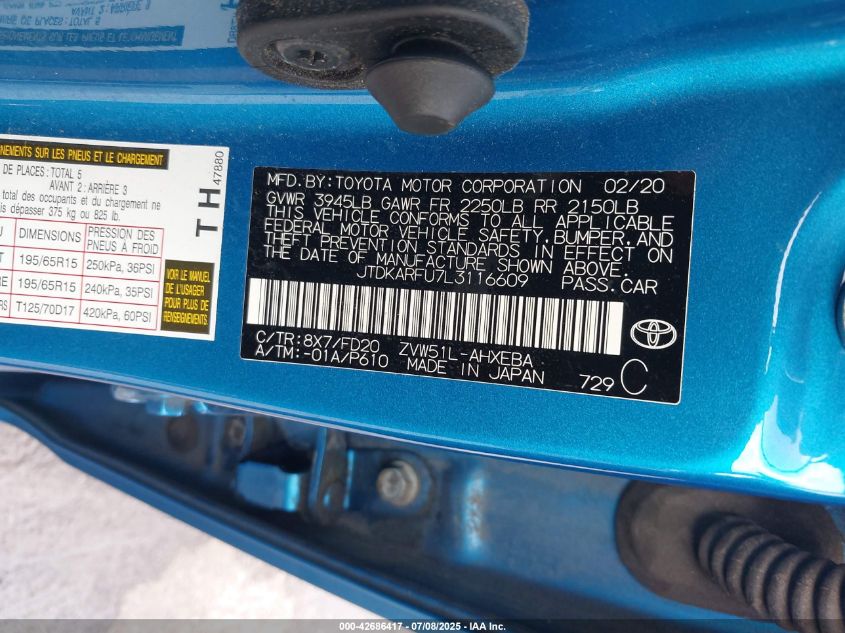 NEMENTS SUR LES PNEUS ET LE CHARGEMENT
DE PLACES: TOTAL 5
AVANT 2: ARRIÈRE 3
total des occupants et du chargement ne
is dépasser 375 kg ou 825 lb.
DIMENSIONS PRESSION DES PNEUS À FROID
195/65R15 250kPa, 36PSI
RE 195/65R15 240kPa, 35PSI
RS T125/70D17 420kPa, 60PSI
VOIR LE MANUEL
DE L'USAGER
POUR PLUS DE
RENSEIGNEMENTS.
TH
47880
MFD.BY:TOYOTA MOTOR CORPORATION 02/20
GVWR 3945LB GAWR FR 2250LB RR 2150LB
THIS VEHICLE CONFORMS TO ALL APPLICABLE
FEDERAL MOTOR VEHICLE SAFETY,BUMPER,AND
THEFT PREVENTION STANDARDS IN EFFECT ON
THE DATE OF MANUFACTURE SHOWN ABOVE.
JTDKARFU7L3116609 PASS.CAR
C/TR:8X7/FD20 ZVW51L-AHXEBA
A/TM:-01A/P610 MADE IN JAPAN 729 C
TOYOTA
000-42686417 - 07/08/2025 - IAA Inc.